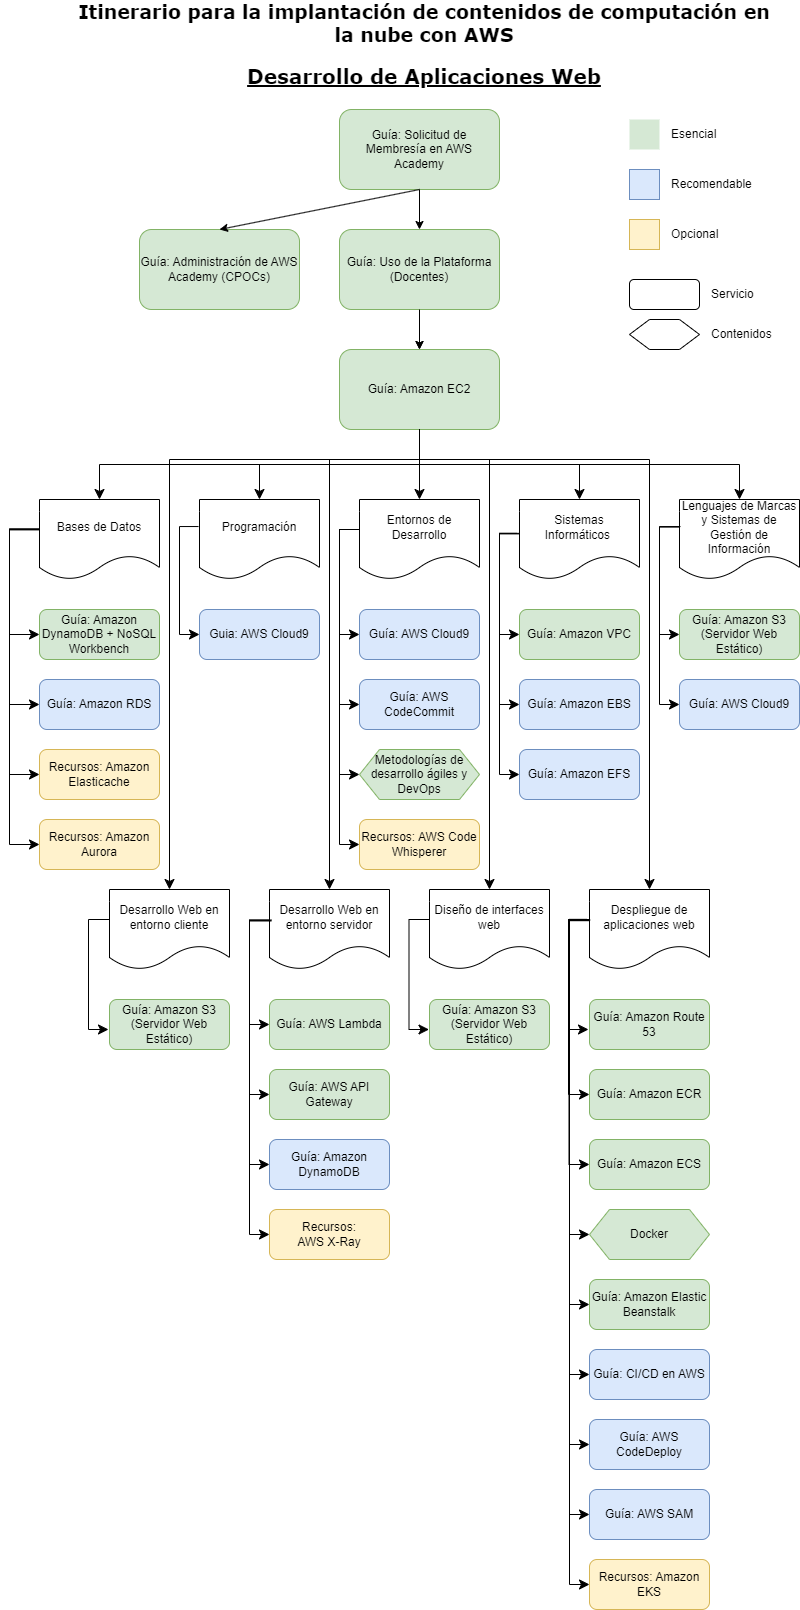 Itinerario para la implantación de contenidos de computación en
la nube con AWS
Desarrollo de Aplicaciones Web
Guía: Solicitud de
Membresía en AWS
Academy
Esencial
Recomendable
Opcional
Servicio
Contenidos
Guía: Administración de AWS
Academy (CPOCs)
Guía: Uso de la Plataforma
(Docentes)
Guía: Amazon EC2
Bases de Datos
Programación
Entornos de
Desarrollo
Sistemas
Informáticos
Lenguajes de Marcas
y Sistemas de
Gestión de
Información
Guía: Amazon
DynamoDB + NoSQL
Workbench
Guía: Amazon RDS
Recursos: Amazon
Elasticache
Recursos: Amazon
Aurora
Guia: AWS Cloud9
Guía: AWS Cloud9
Guía: AWS
CodeCommit
Metodologías de
desarrollo ágiles y
DevOps
Recursos: AWS Code
Whisperer
Guía: Amazon VPC
Guía: Amazon EBS
Guía: Amazon EFS
Guía: Amazon S3
(Servidor Web
Estático)
Guía: AWS Cloud9
Desarrollo Web en
entorno cliente
Desarrollo Web en
entorno servidor
Diseño de interfaces
web
Despliegue de
aplicaciones web
Guía: Amazon S3
(Servidor Web
Estático)
Guía: AWS Lambda
Guía: AWS API
Gateway
Guía: Amazon
DynamoDB
Recursos:
AWS X-Ray
Guía: Amazon S3
(Servidor Web
Estático)
Guía: Amazon Route
53
Guía: Amazon ECR
Guía: Amazon ECS
Docker
Guía: Amazon Elastic
Beanstalk
Guía: CI/CD en AWS
Guía: AWS
CodeDeploy
Guía: AWS SAM
Recursos: Amazon
EKS